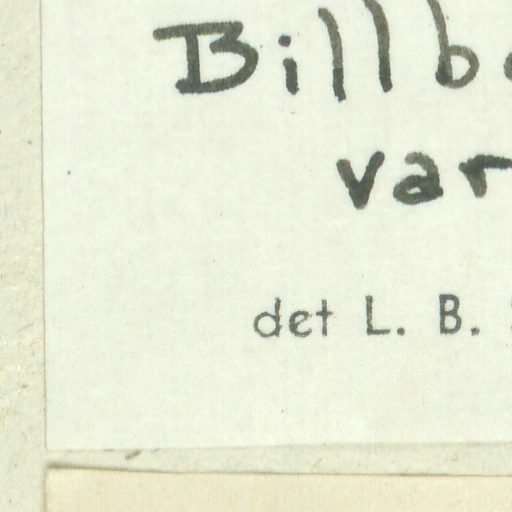 Billb
var
det L. B.